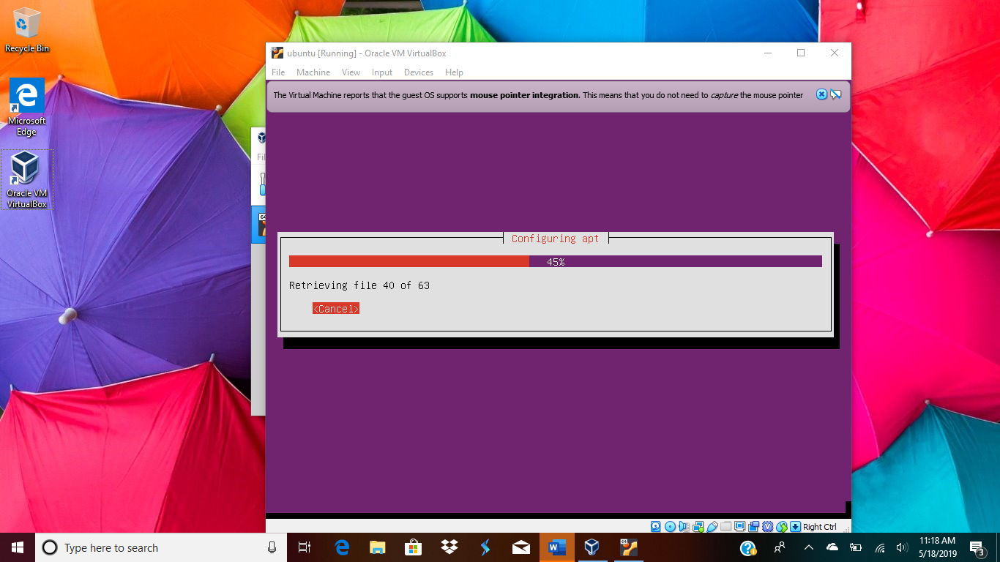 Recycle Bin
Microsoft
Edge
Oracle VM
VirtualBox
ubuntu [Running] - Oracle VM VirtualBox
File Machine View Input Devices Help
The Virtual Machine reports that the guest OS supports mouse pointer integration. This means that you do not need to capture the mouse pointer
Fil
64
Configuring apt
45%
Retrieving file 40 of 63
<Cancel>
Right Ctrl
Type here to search
11:18 AM
5/18/2019
3